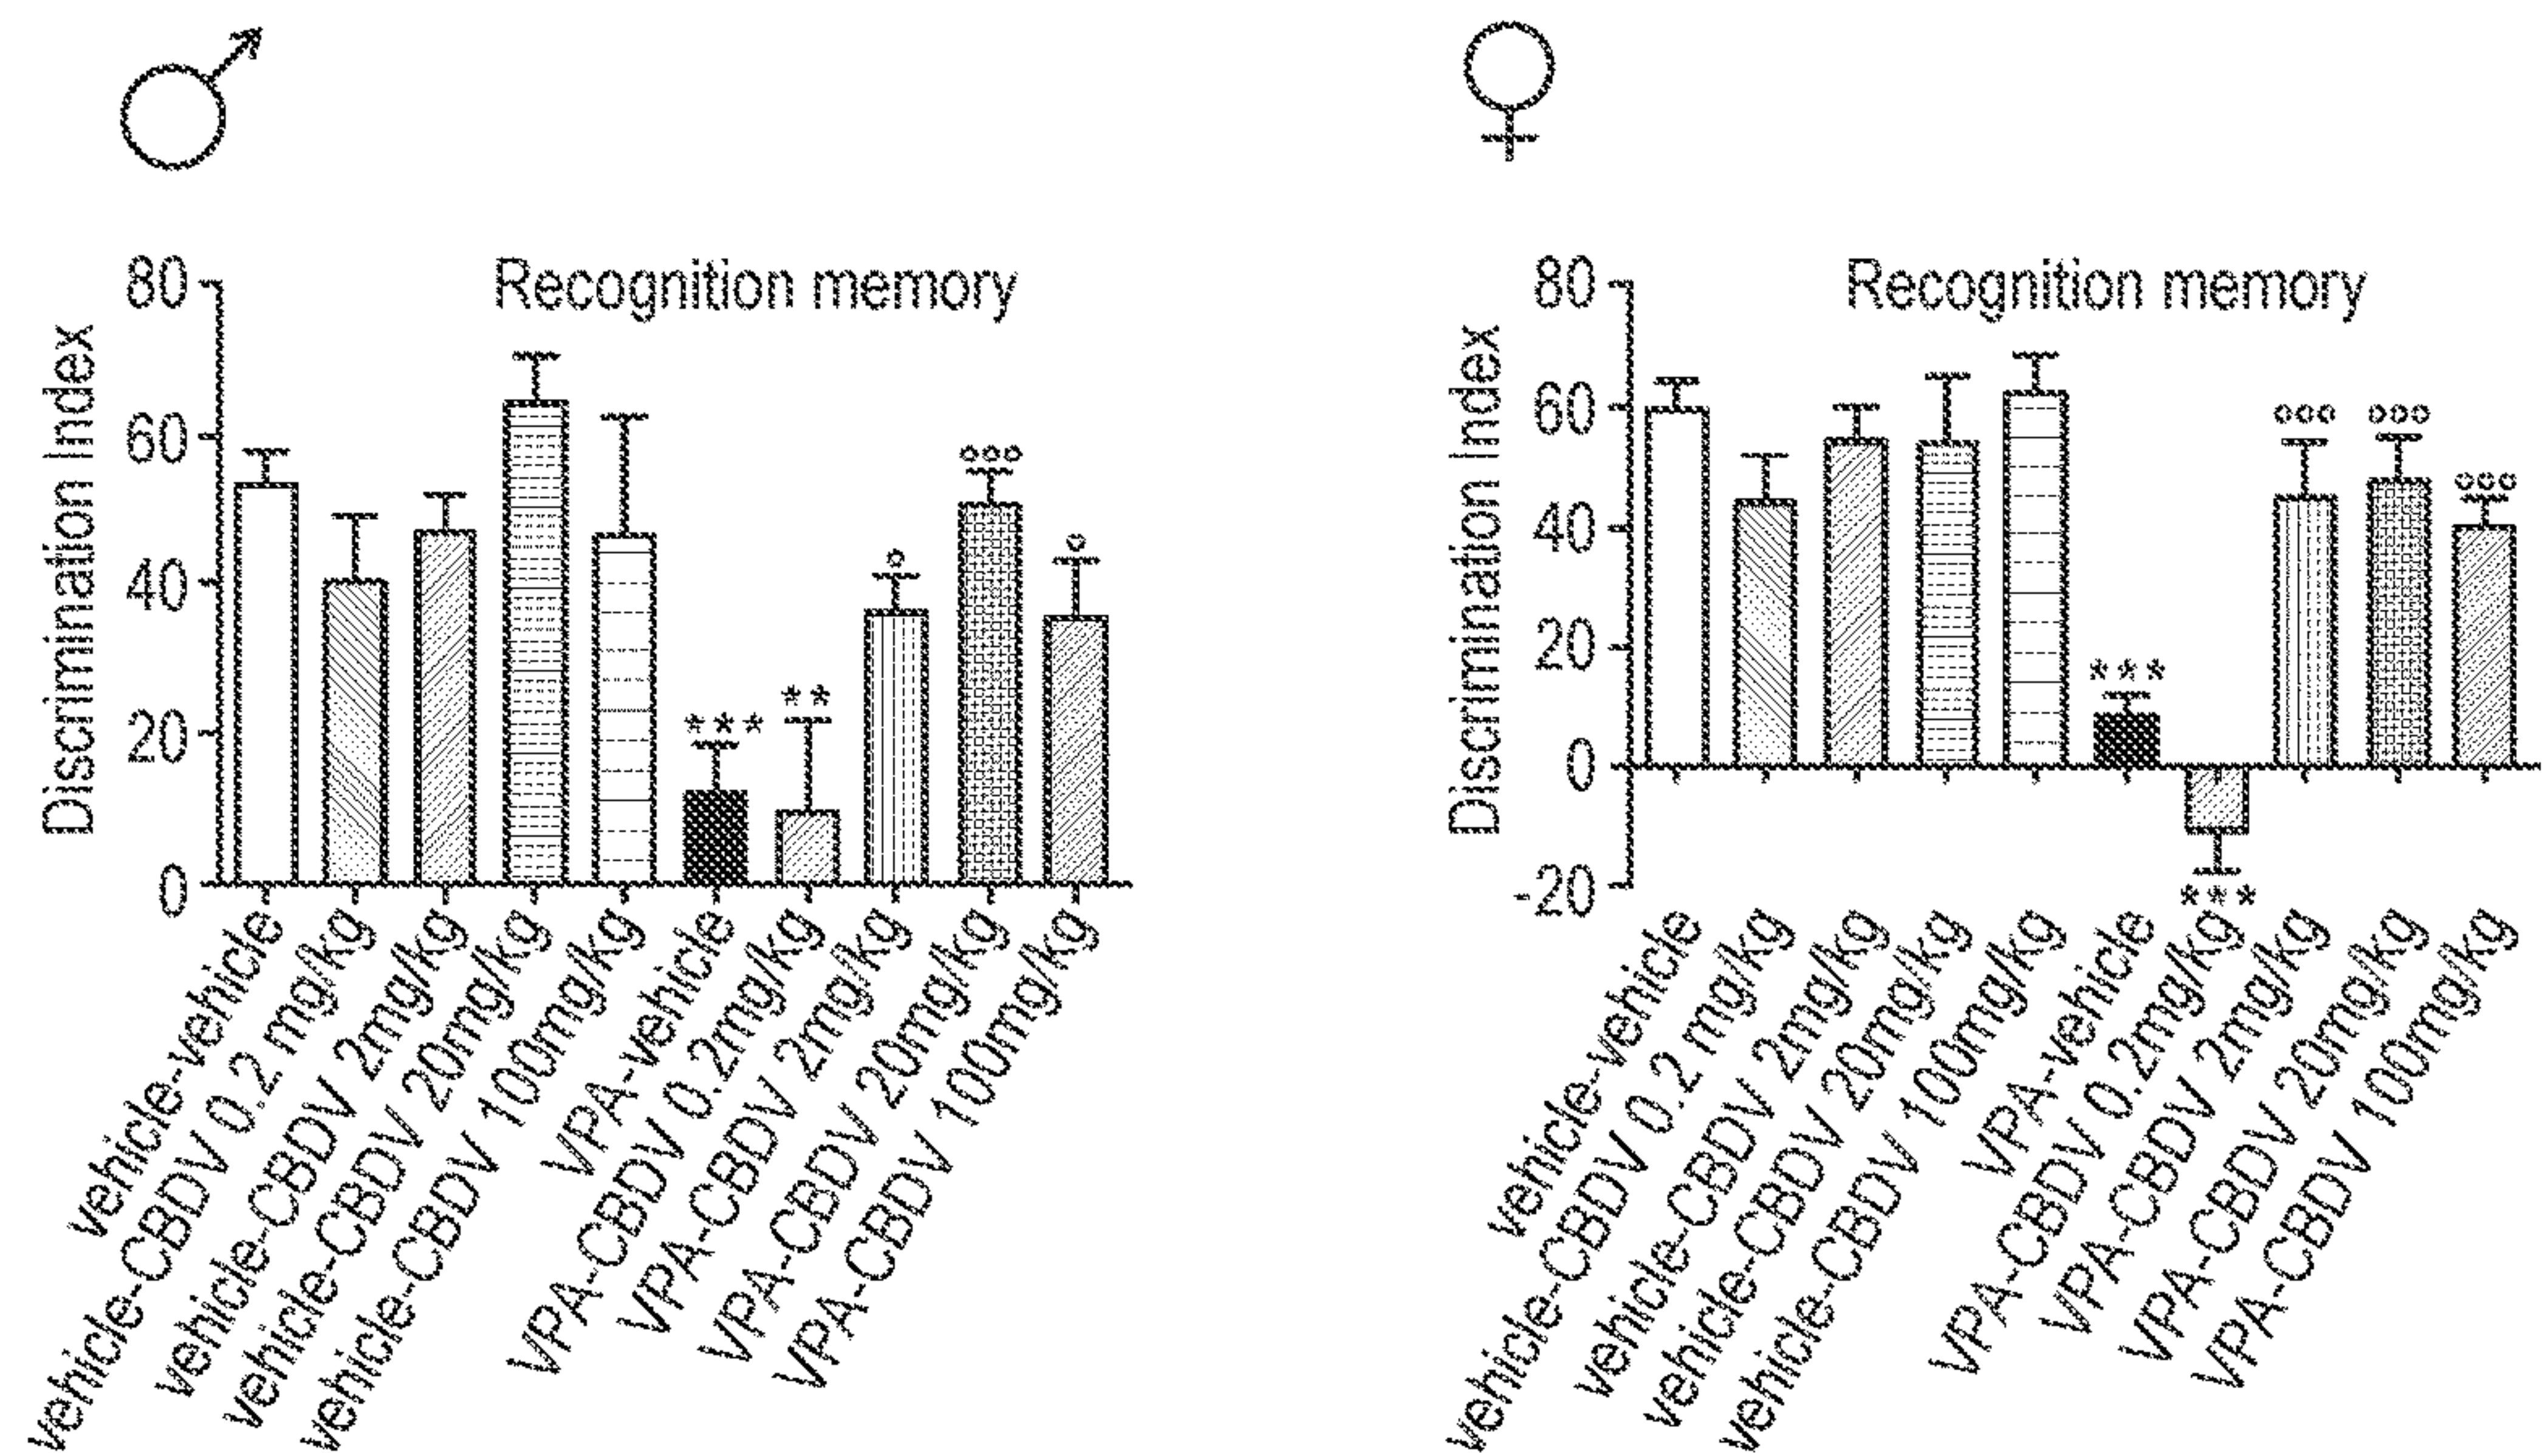 Recognition memory
Discrimination Index
80
60
40
20
0
***
**
°
°°°
°
vehicle-vehicle
vehicle-CBDV 0.2 mg/kg
vehicle-CBDV 2mg/kg
vehicle-CBDV 20mg/kg
vehicle-CBDV 100mg/kg
VPA-vehicle
VPA-CBDV 0.2mg/kg
VPA-CBDV 2mg/kg
VPA-CBDV 20mg/kg
VPA-CBDV 100mg/kg
Recognition memory
Discrimination Index
80
60
40
20
0
-20
***
***
°°°
°°°
°°°
vehicle-vehicle
vehicle-CBDV 0.2 mg/kg
vehicle-CBDV 2mg/kg
vehicle-CBDV 20mg/kg
vehicle-CBDV 100mg/kg
VPA-vehicle
VPA-CBDV 0.2mg/kg
VPA-CBDV 2mg/kg
VPA-CBDV 20mg/kg
VPA-CBDV 100mg/kg